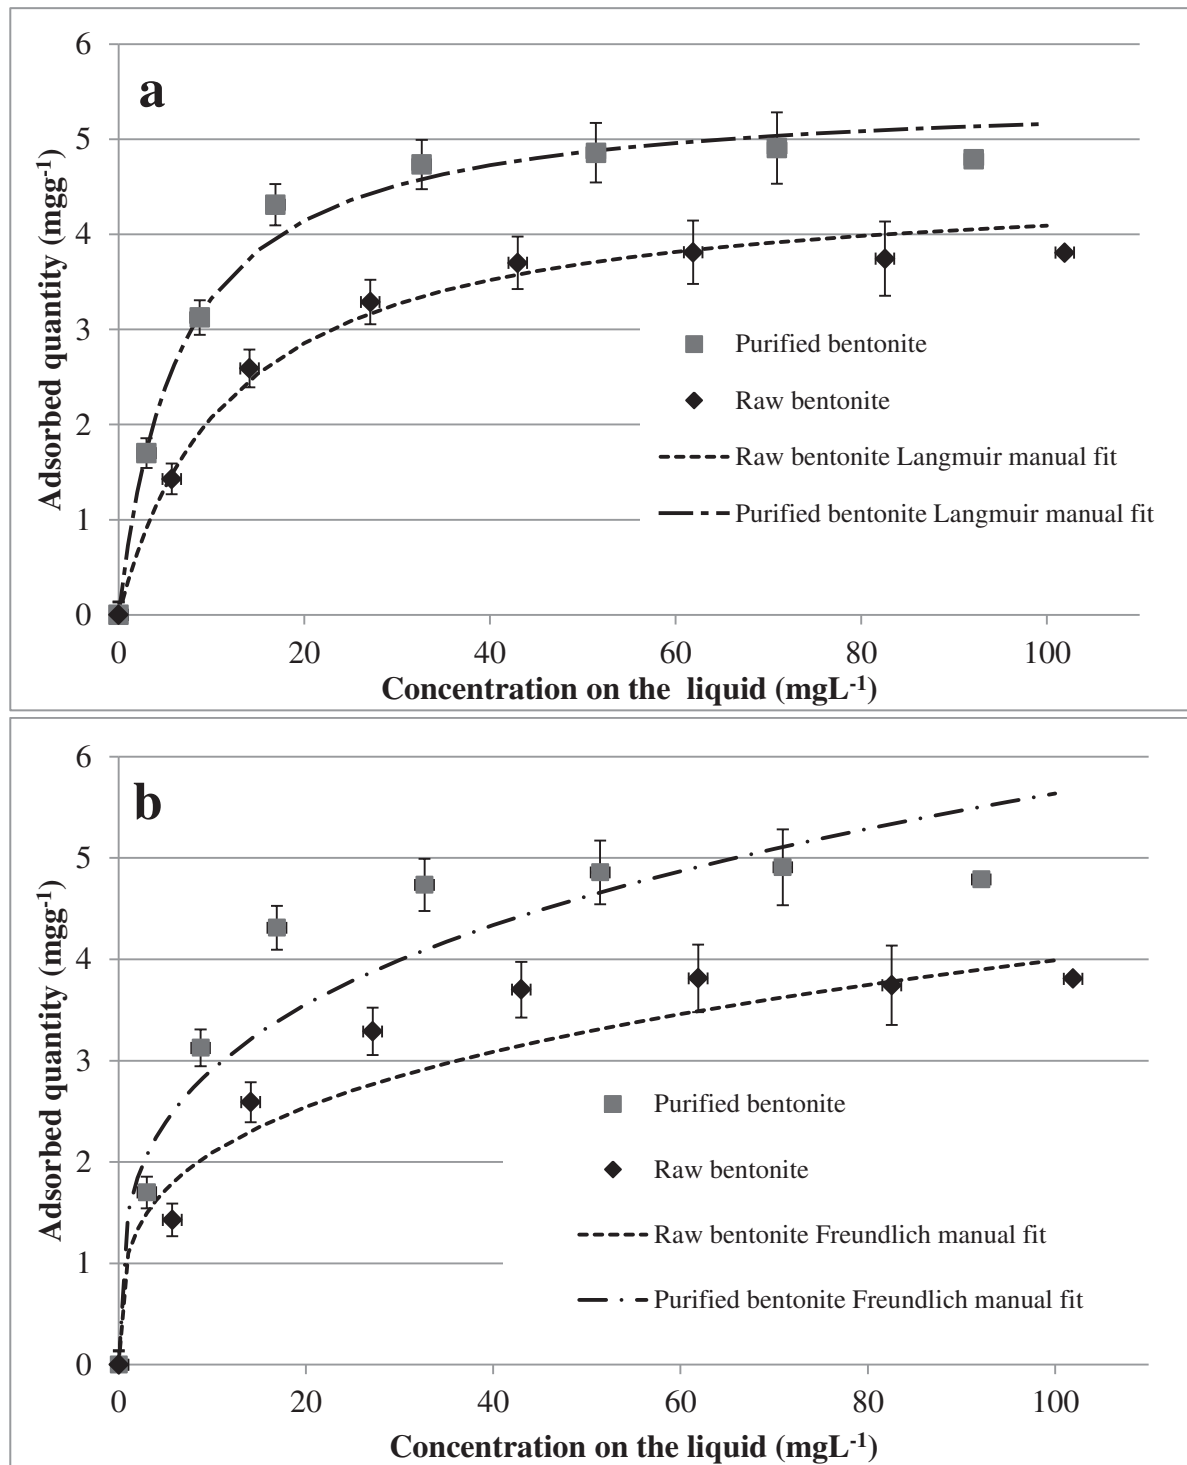 a
6
5
4
3
2
1
0
Adsorbed quantity (mgg⁻¹)
Purified bentonite
Raw bentonite
Raw bentonite Langmuir manual fit
Purified bentonite Langmuir manual fit
0 20 40 60 80 100
Concentration on the liquid (mgL⁻¹)
b
6
5
4
3
2
1
0
Adsorbed quantity (mgg⁻¹)
Purified bentonite
Raw bentonite
Raw bentonite Freundlich manual fit
Purified bentonite Freundlich manual fit
0 20 40 60 80 100
Concentration on the liquid (mgL⁻¹)